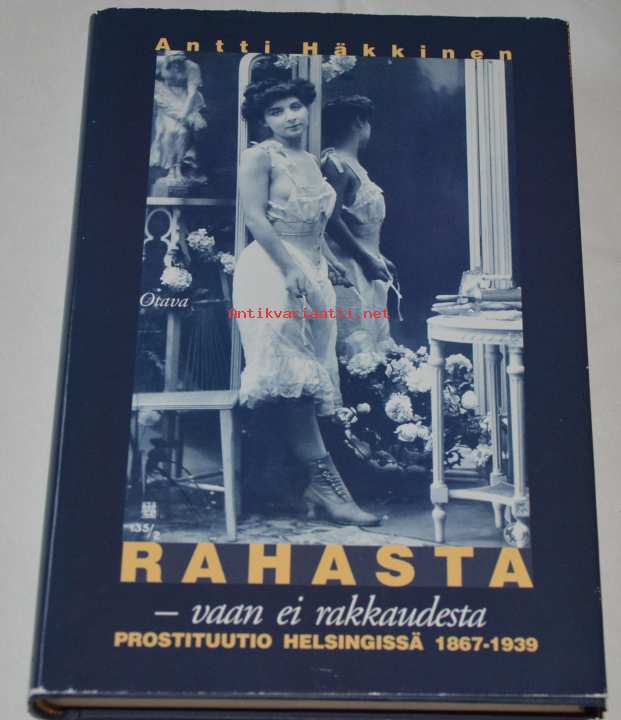 Antti Häkkinen
Otava
Antikvariaatti.net
135/2
RAHASTA
– vaan ei rakkaudesta
PROSTITUUTIO HELSINGISSÄ 1867-1939